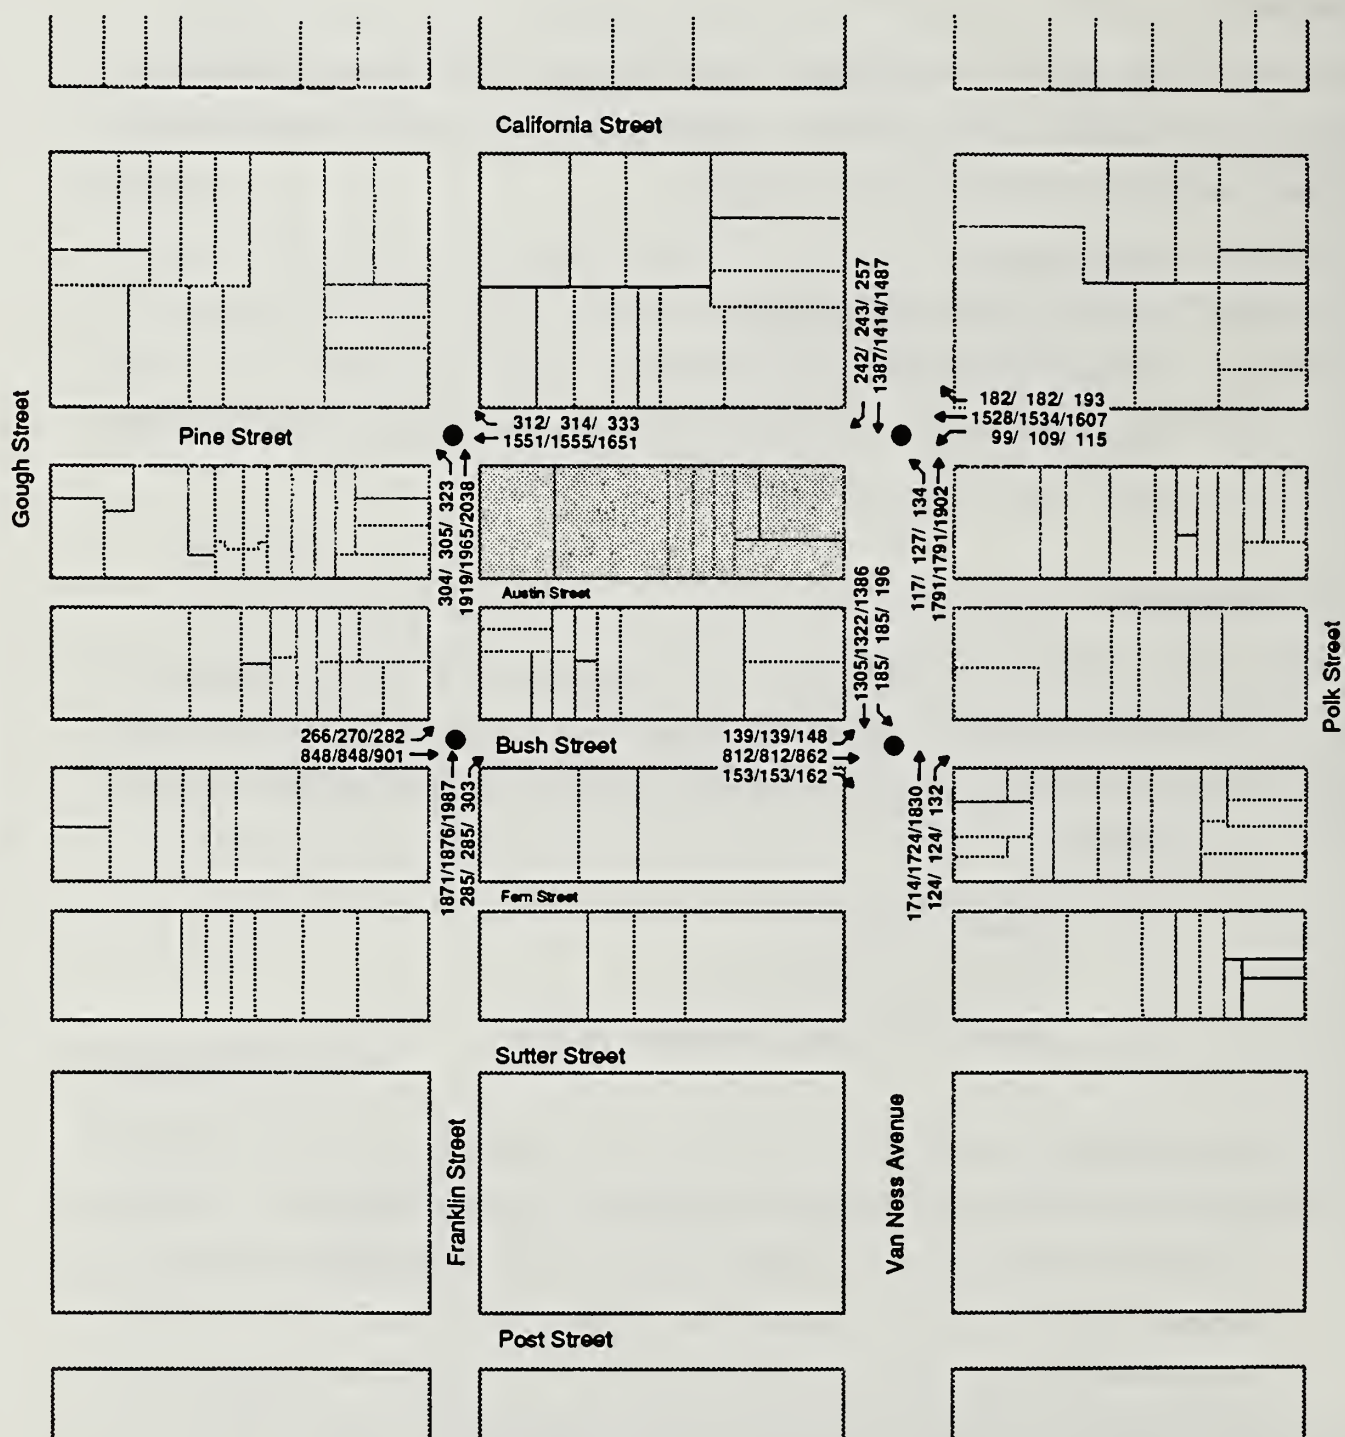 California Street
242/ 243/ 257
1387/1414/1487
Gough Street
Pine Street
312/ 314/ 333
1551/1555/1651
182/ 182/ 193
1528/1534/1607
99/ 109/ 115
304/ 305/ 323
1919/1965/2038
117/ 127/ 134
1791/1791/1902
Austin Street
1305/1322/1386
185/ 185/ 196
Polk Street
266/270/282
848/848/901
Bush Street
139/139/148
812/812/862
153/153/162
1871/1876/1987
285/ 285/ 303
1714/1724/1830
124/ 124/ 132
Fern Street
Sutter Street
Franklin Street
Van Ness Avenue
Post Street